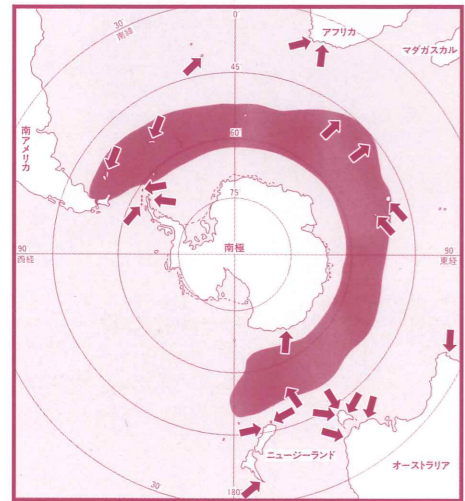 30°
南緯
0°
アフリカ
マダガスカル
45°
南アメリカ
60°
75°
南極
90
西経
90
東経
ニュージーランド
オーストラリア
30°
180°